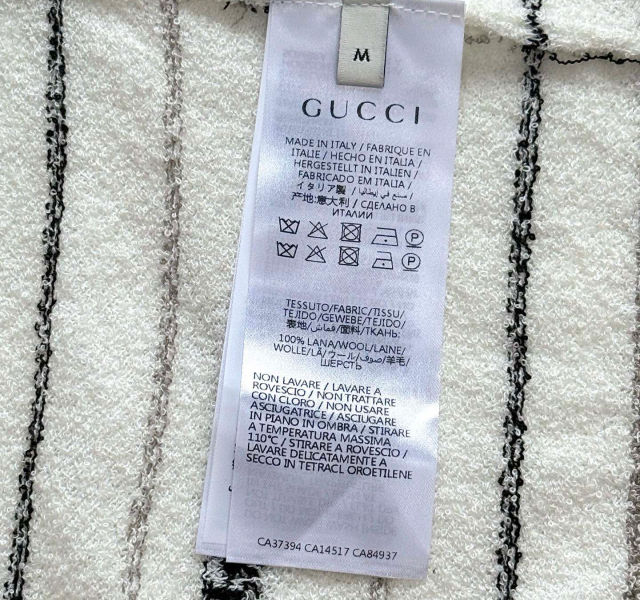 M
GUCCI
MADE IN ITALY / FABRIQUE EN
ITALIE / HECHO EN ITALIA /
HERGESTELLT IN ITALIEN /
FABRICADO EM ITALIA /
イタリア製 / صنع في إيطاليا /
产地:意大利 / СДЕЛАНО В
ИТАЛИИ
P
P
TESSUTO/FABRIC/TISSU/
TEJIDO/GEWEBE/TEJIDO/
表地/قماش/面料/ТКАНЬ:
100% LANA/WOOL/LAINE/
WOLLE/LÃ/ウール/صوف/羊毛/
ШЕРСТЬ
NON LAVARE / LAVARE A
ROVESCIO / NON TRATTARE
CON CLORO / NON USARE
ASCIUGATRICE / ASCIUGARE
IN PIANO IN OMBRA / STIRARE
A TEMPERATURA MASSIMA
110°C / STIRARE A ROVESCIO /
LAVARE DELICATAMENTE A
SECCO IN TETRACL OROETILENE
CA37394 CA14517 CA84937